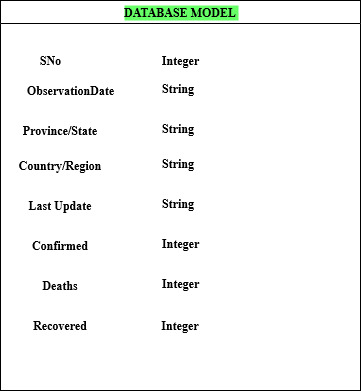 DATABASE MODEL
SNo Integer
ObservationDate String
Province/State String
Country/Region String
Last Update String
Confirmed Integer
Deaths Integer
Recovered Integer